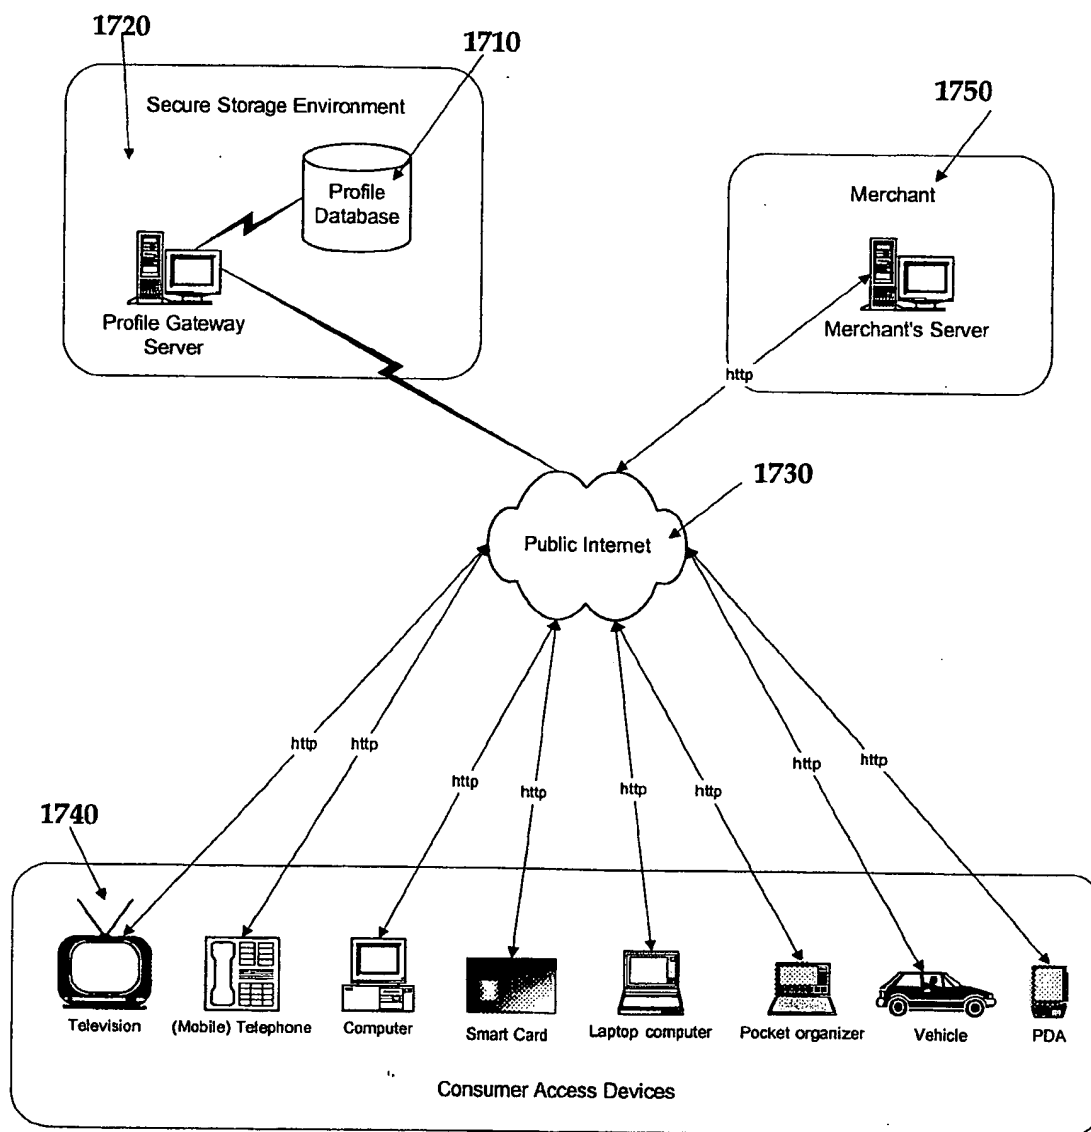 1720
1710
1750
Secure Storage Environment
Profile
Database
Profile Gateway
Server
Merchant
Merchant's Server
http
1730
Public Internet
http
http
http
http
http
http
http
http
1740
Television
(Mobile) Telephone
Computer
Smart Card
Laptop computer
Pocket organizer
Vehicle
PDA
Consumer Access Devices